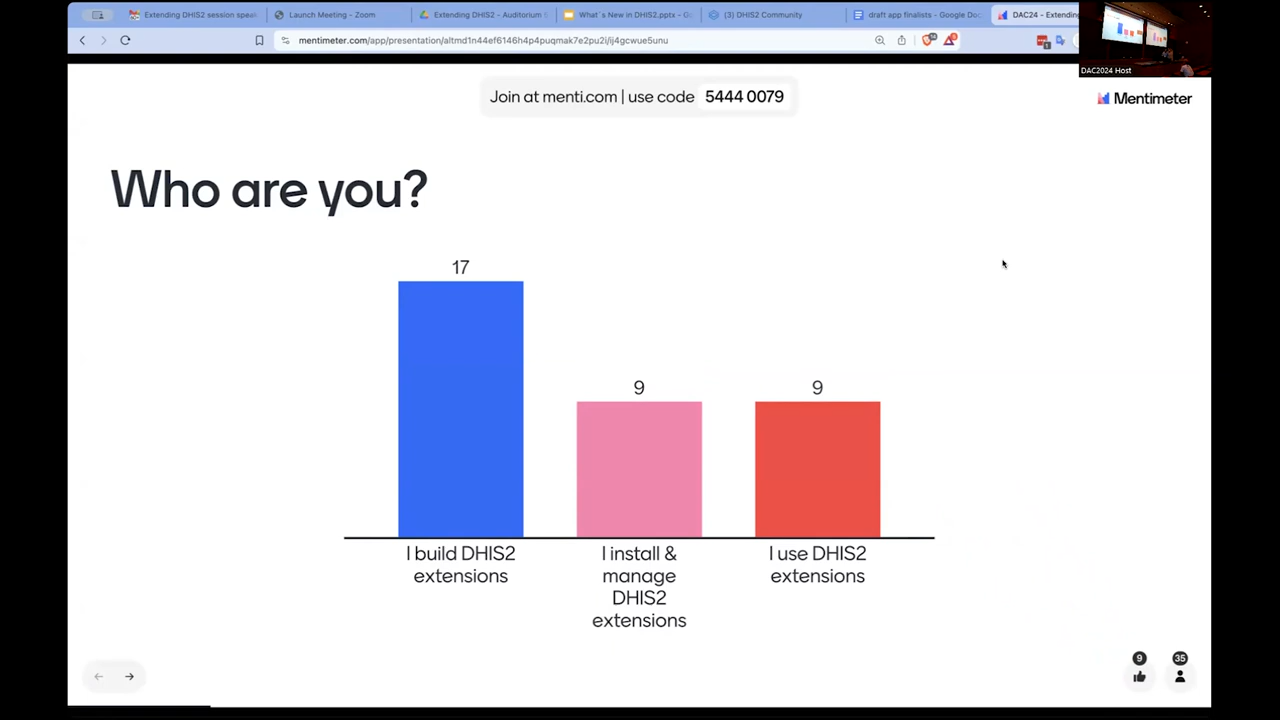 Extending DHIS2 session speak
Launch Meeting - Zoom
Extending DHIS2 - Auditorium
What's New in DHIS2.pptx - Go
(3) DHIS2 Community
draft app finalists - Google Doc
DAC24 - Extending
mentimeter.com/app/presentation/altmd1n44ef6146h4p4puqmak7e2pu2i/ij4gcwue5unu
DAC2024 Host
Join at menti.com | use code 5444 0079
Mentimeter
Who are you?
17
9
9
I build DHIS2
extensions
I install &
manage
DHIS2
extensions
I use DHIS2
extensions
9
35